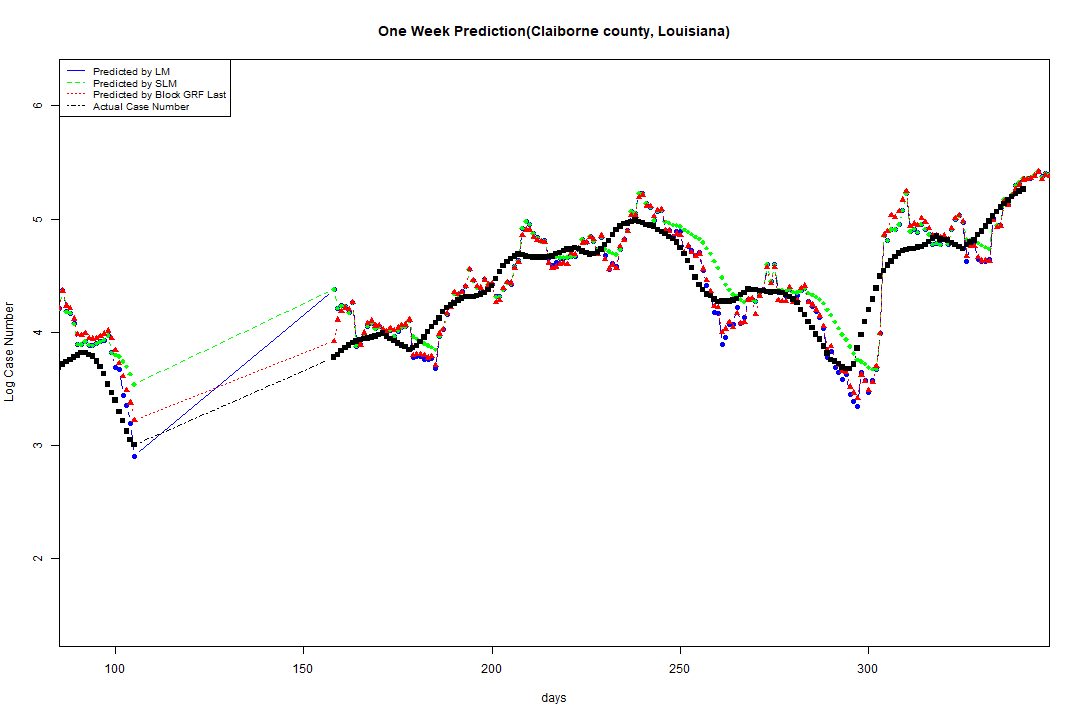 One Week Prediction(Claiborne county, Louisiana)
Predicted by LM
Predicted by SLM
Predicted by Block GRF Last
Actual Case Number
6
5
4
3
2
Log Case Number
100 150 200 250 300
days